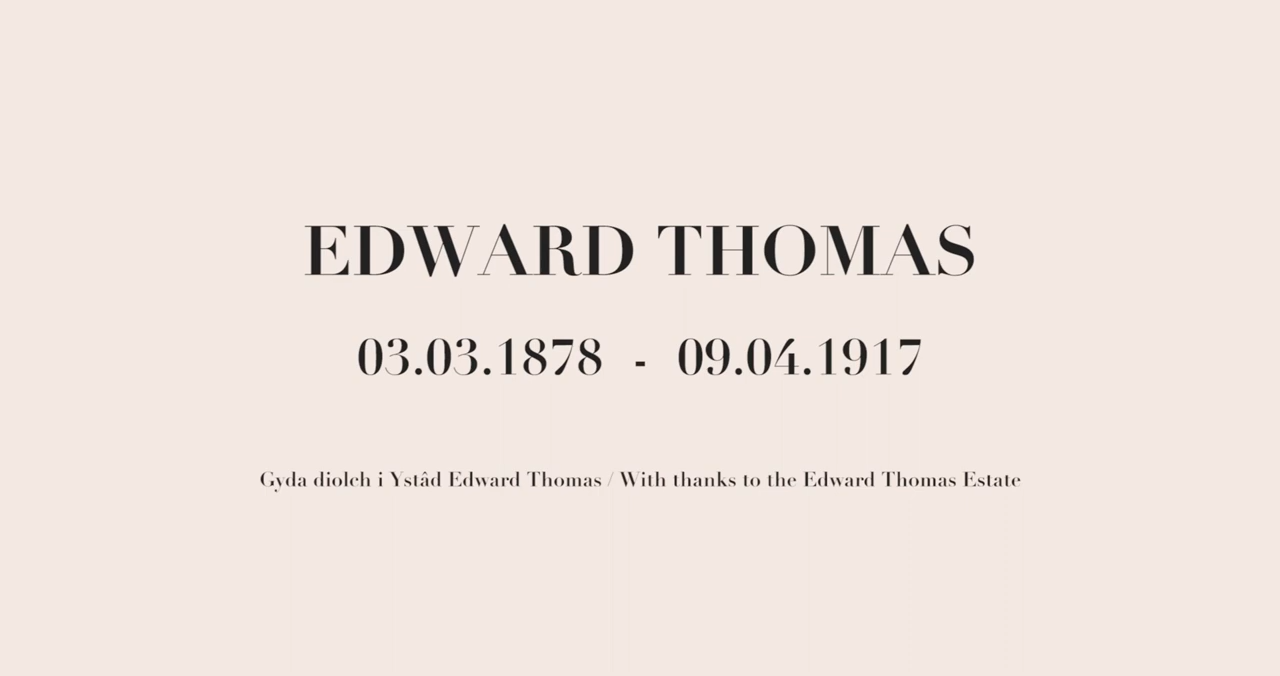 EDWARD THOMAS
03.03.1878 - 09.04.1917
Gyda diolch i Ystâd Edward Thomas / With thanks to the Edward Thomas Estate